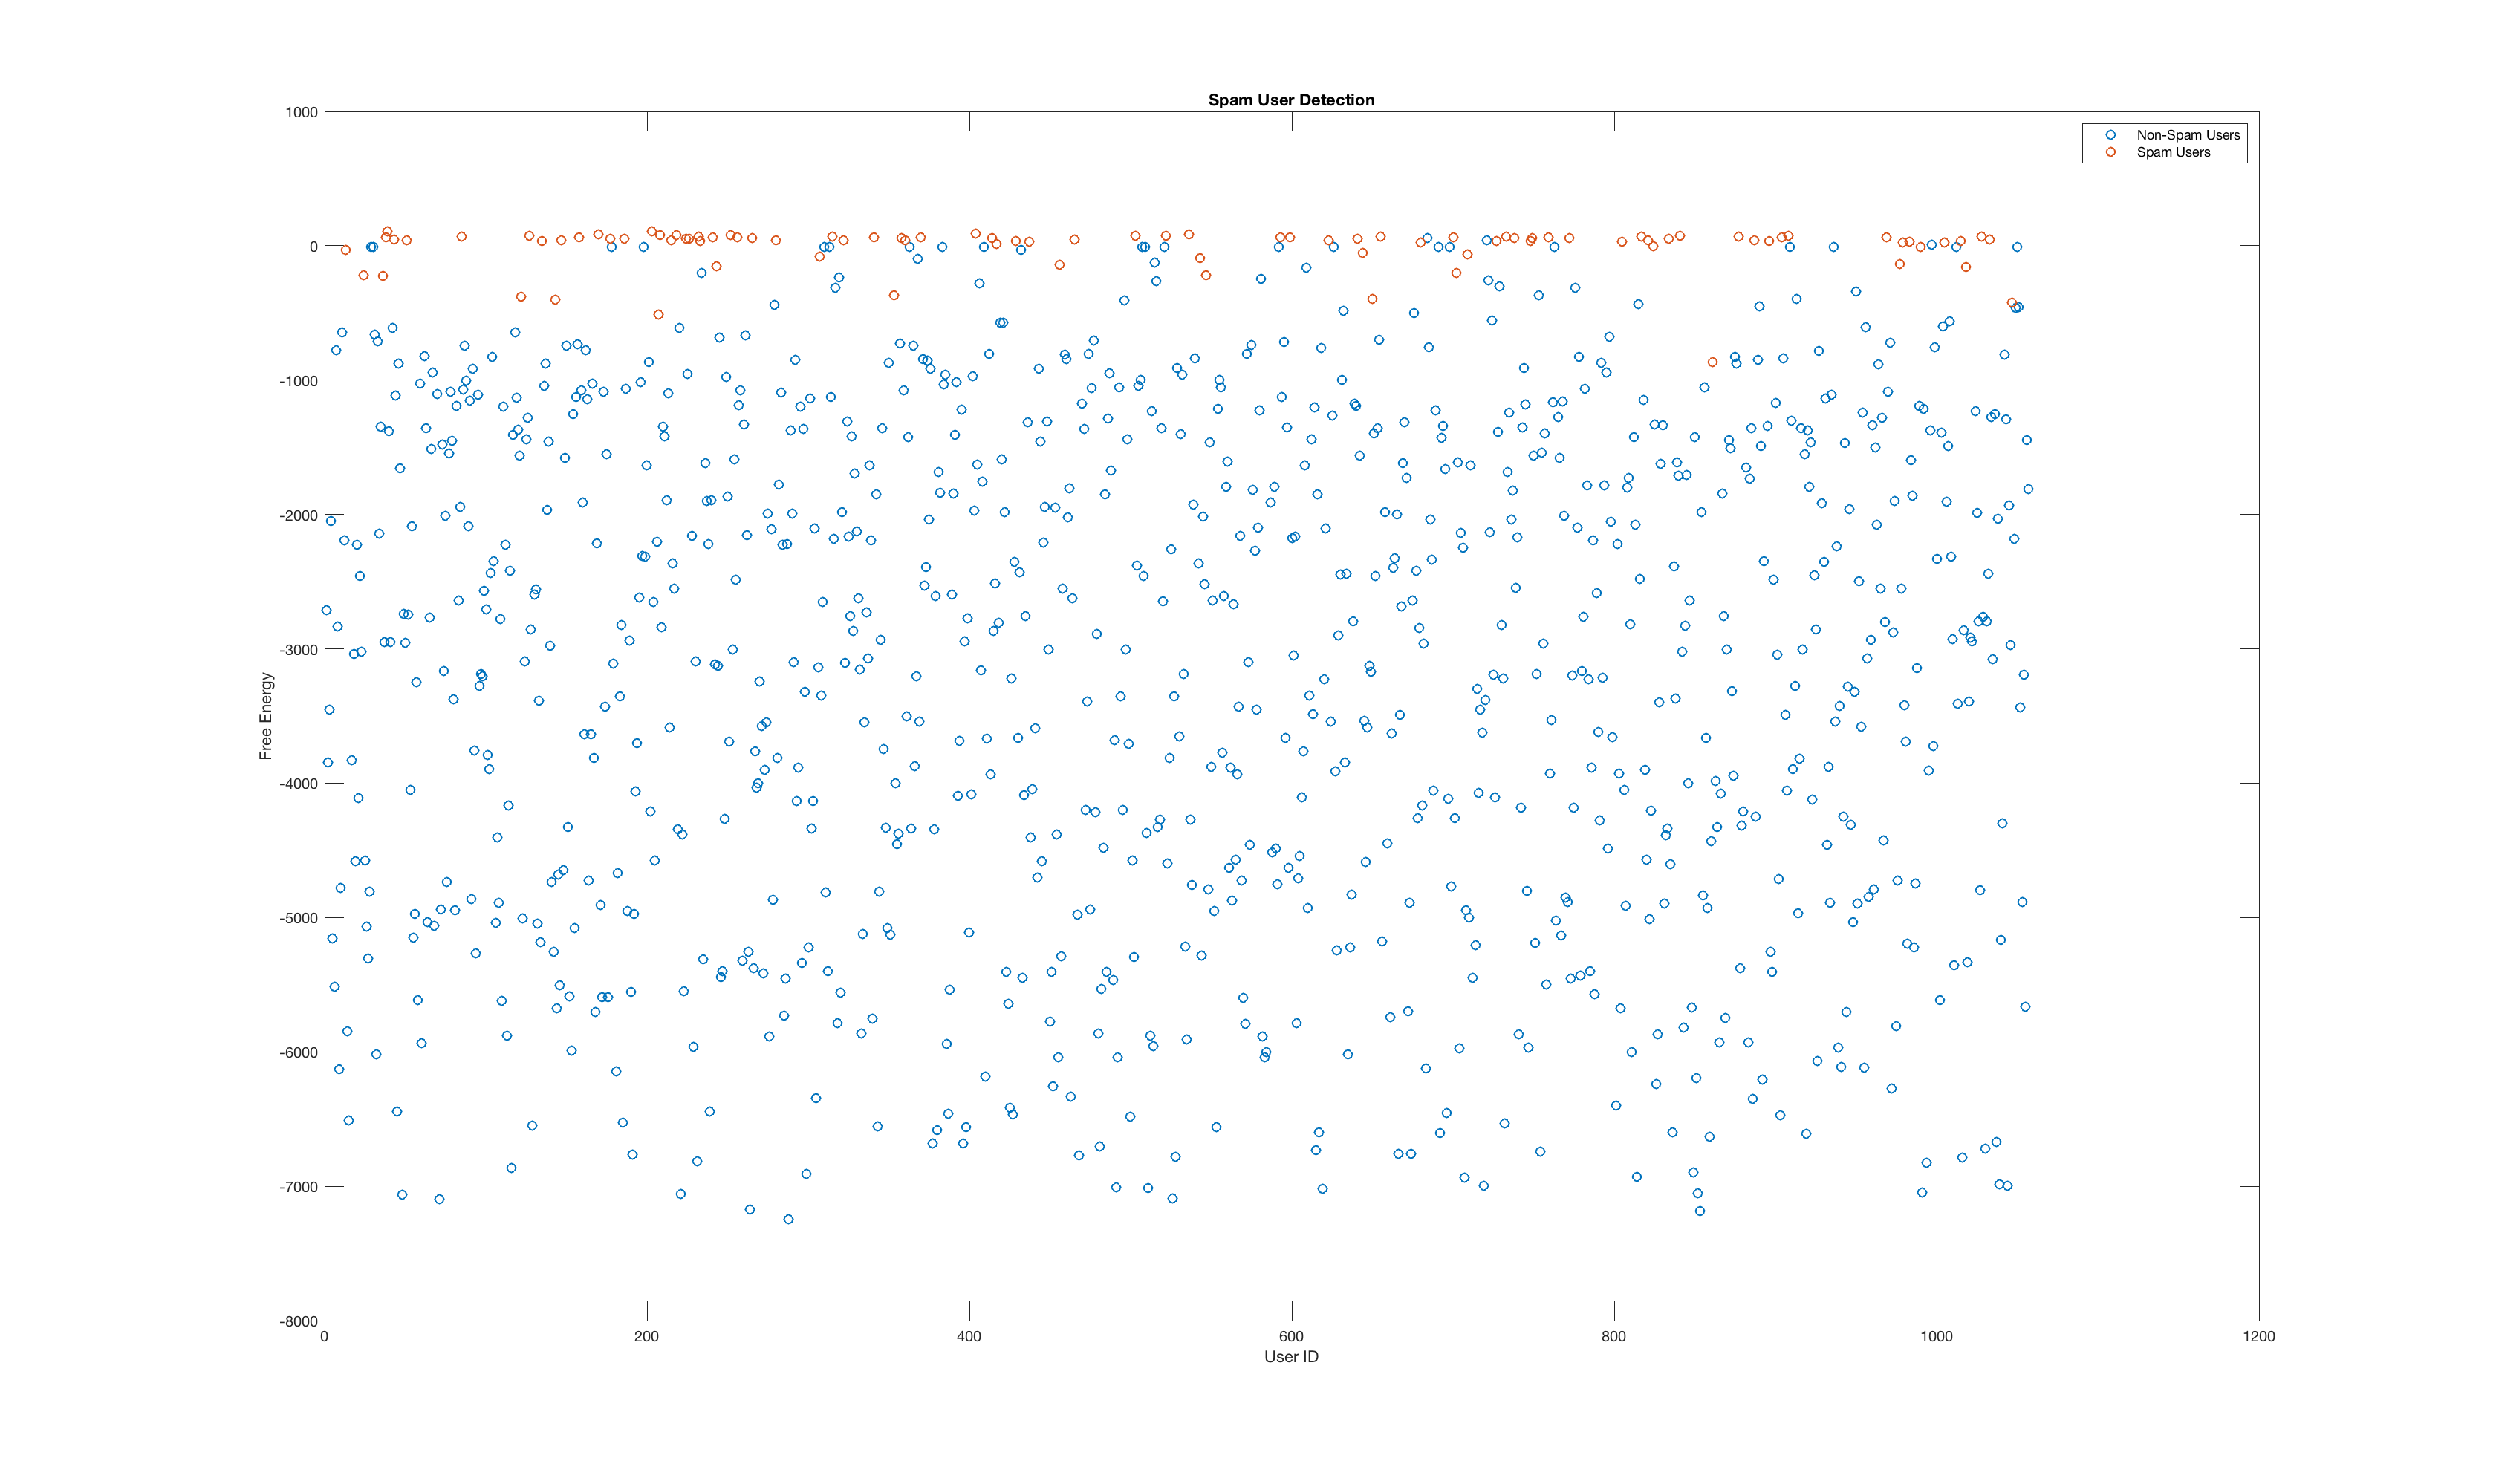 Spam User Detection
1000
0
-1000
-2000
-3000
-4000
-5000
-6000
-7000
-8000
Free Energy
Non-Spam Users
Spam Users
0 200 400 600 800 1000 1200
User ID